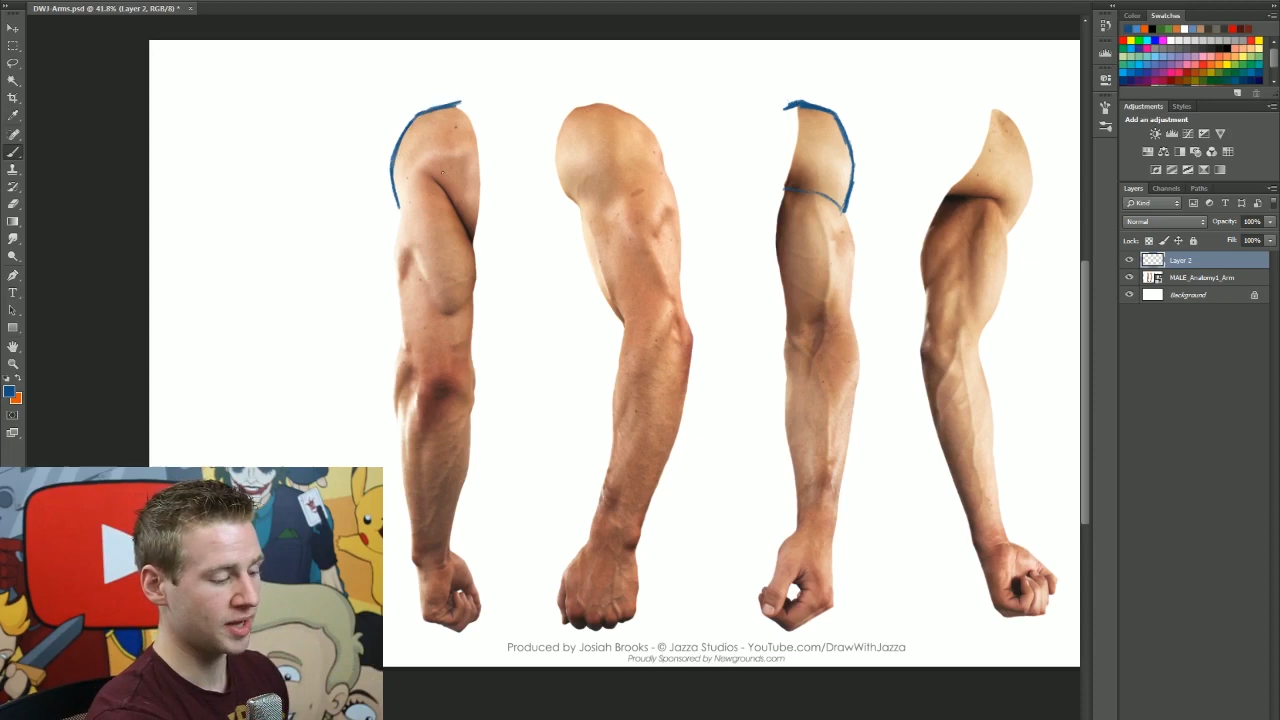 DWJ-Arms.psd @ 41.8% (Layer 2, RGB/8) *
Color
Swatches
Adjustments
Styles
Add an adjustment
Layers
Channels
Paths
Kind
Normal
Opacity: 100%
Lock:
Fill: 100%
Layer 2
MALE_Anatomy1_Arm
Background
Produced by Josiah Brooks - © Jazza Studios - YouTube.com/DrawWithJazza
Proudly Sponsored by Newgrounds.com